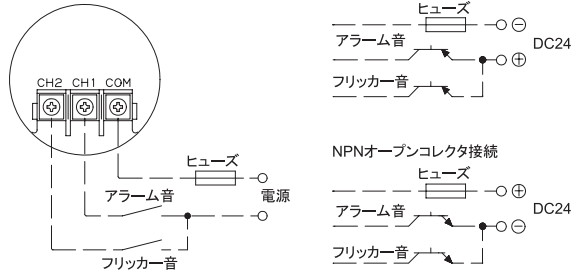 CH2 CH1 COM
ヒューズ
アラーム音
電源
フリッカー音
ヒューズ
⊖
DC24
アラーム音
⊕
フリッカー音
NPNオープンコレクタ接続
ヒューズ
⊕
DC24
アラーム音
⊖
フリッカー音